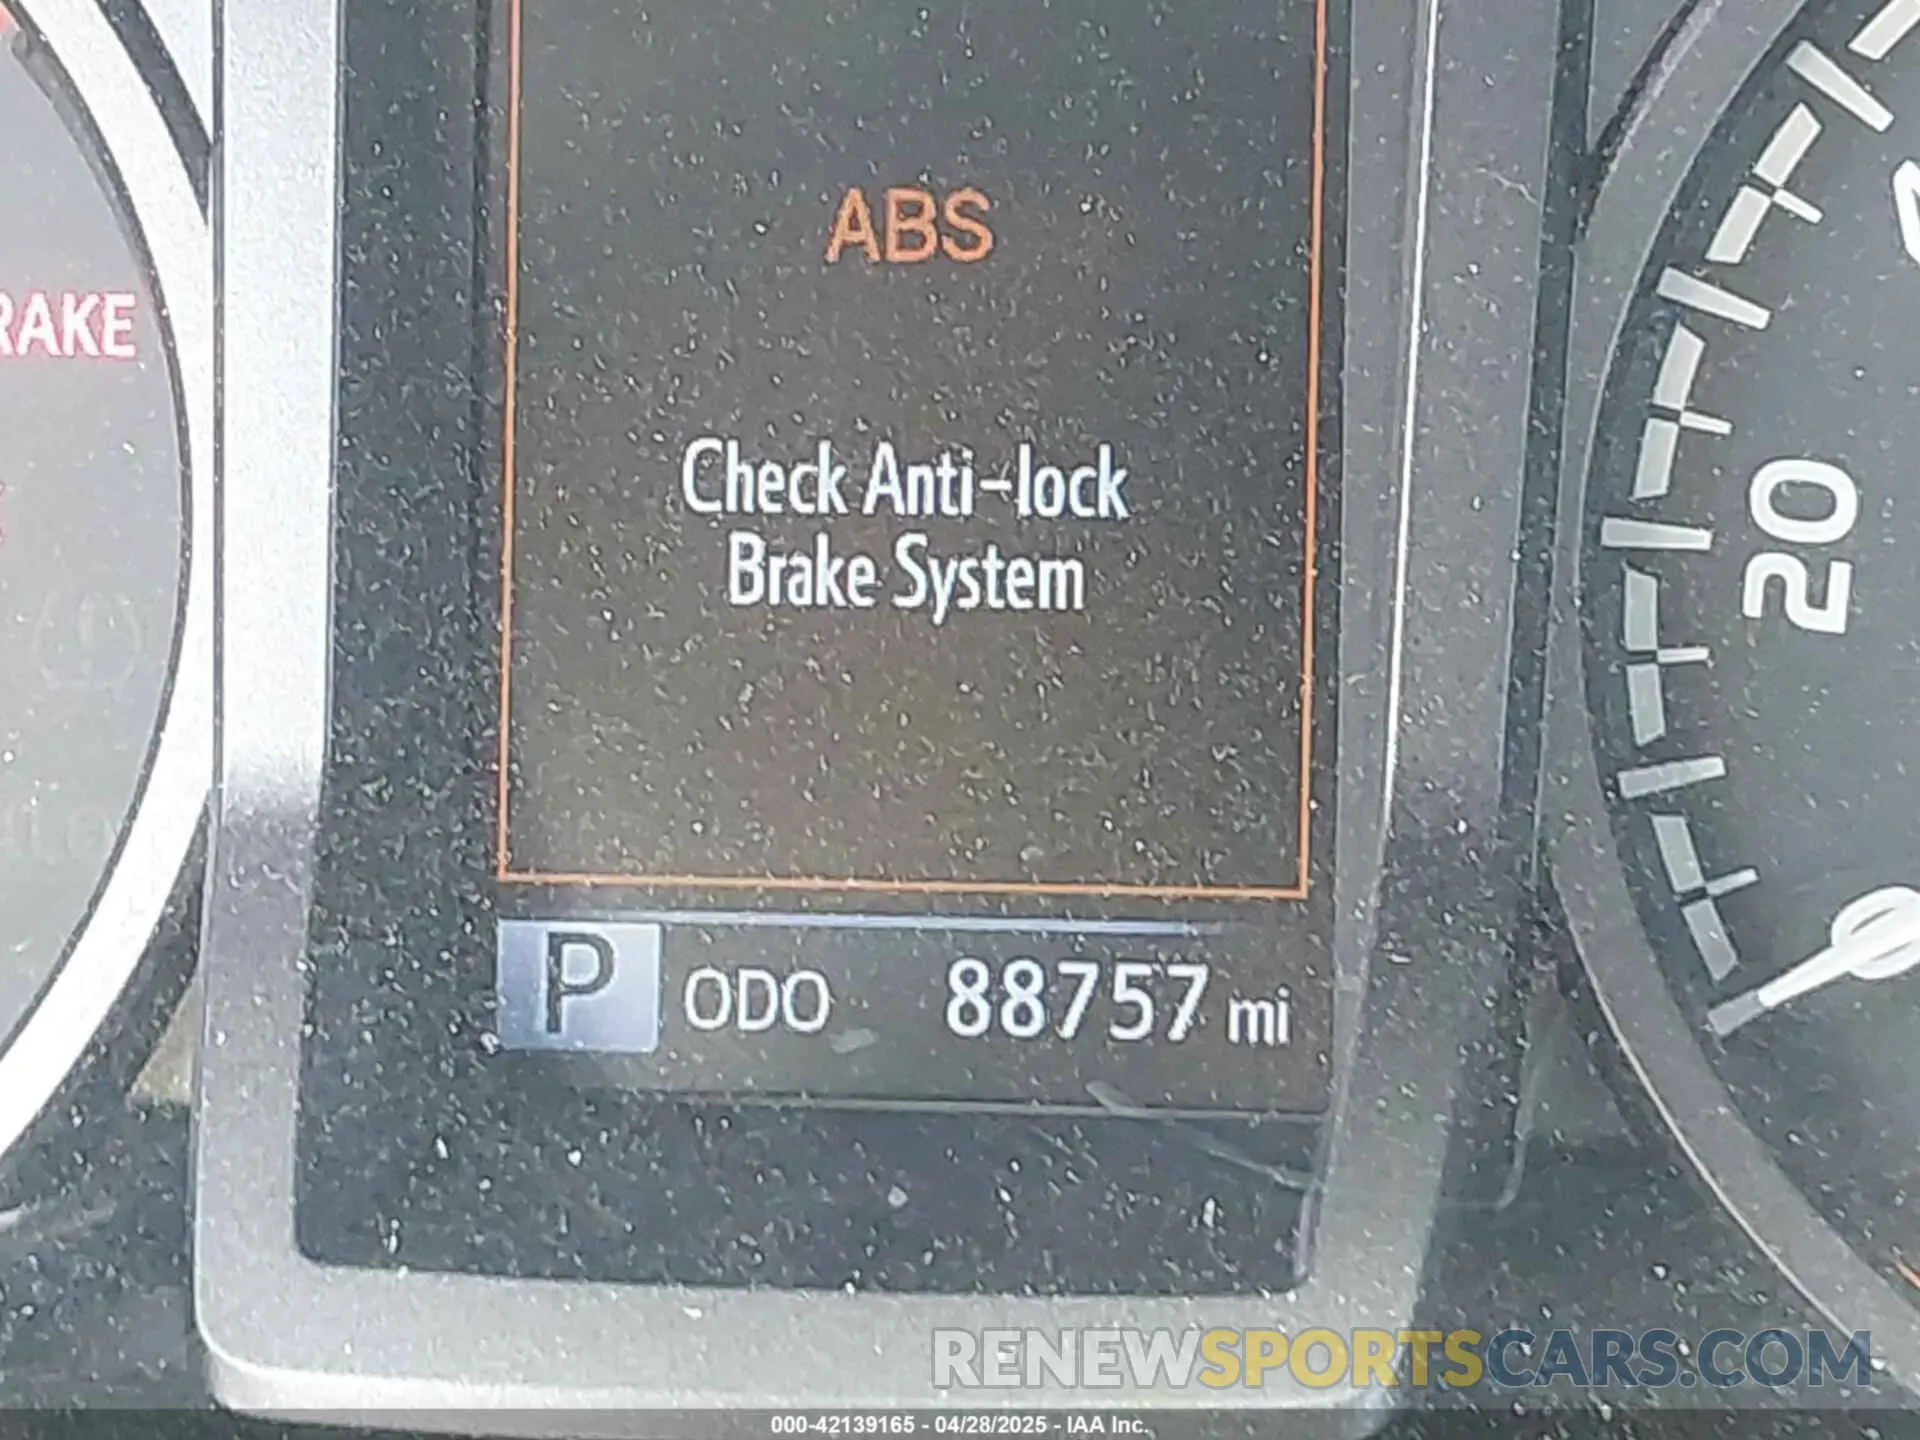 ABS
RAKE
Check Anti-lock
Brake System
20
P ODO 88757 mi
RENEWSPORTSCARS.COM
000-42139165 - 04/28/2025 - IAA Inc.